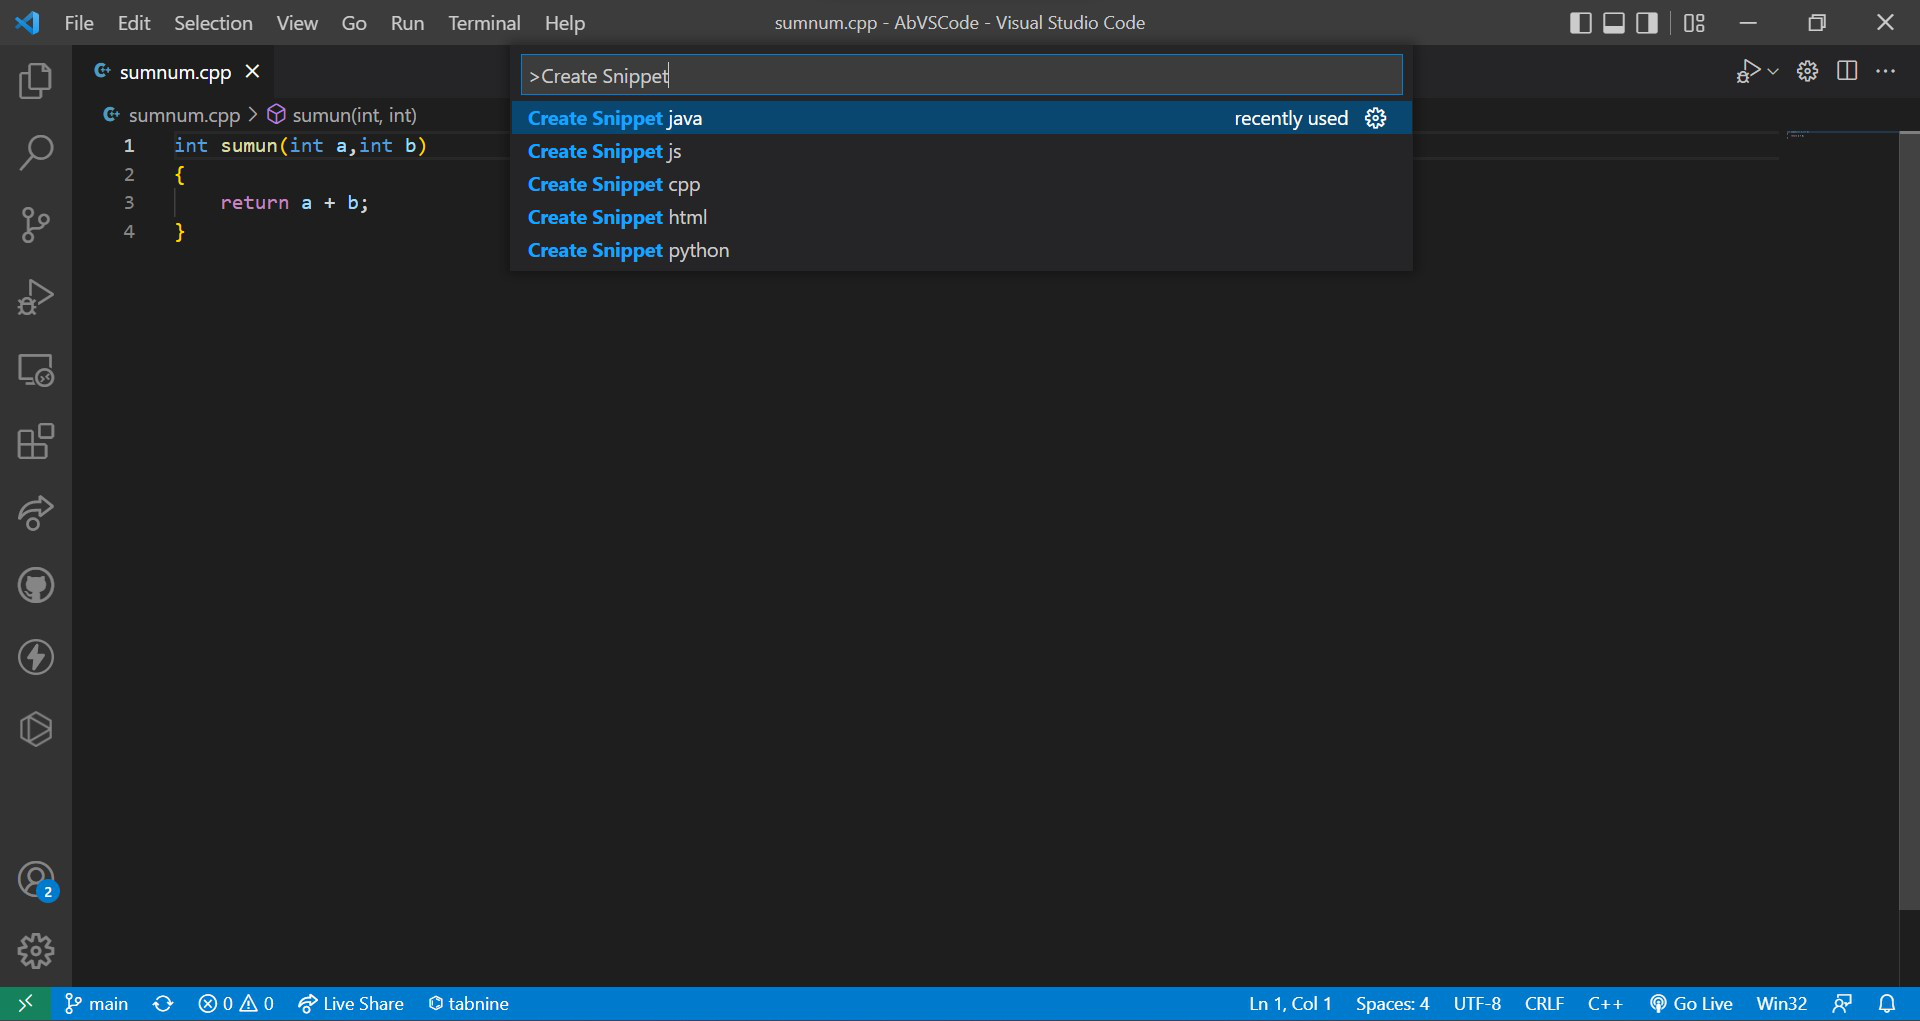 File Edit Selection View Go Run Terminal Help
sumnum.cpp - AbVSCode - Visual Studio Code
sumnum.cpp
>Create Snippet
sumnum.cpp > sumun(int, int)
Create Snippet java recently used
Create Snippet js
Create Snippet cpp
Create Snippet html
Create Snippet python
1 int sumun(int a,int b)
2 {
3 return a + b;
4 }
2
main 0 0 Live Share tabnine
Ln 1, Col 1 Spaces: 4 UTF-8 CRLF C++ Go Live Win32